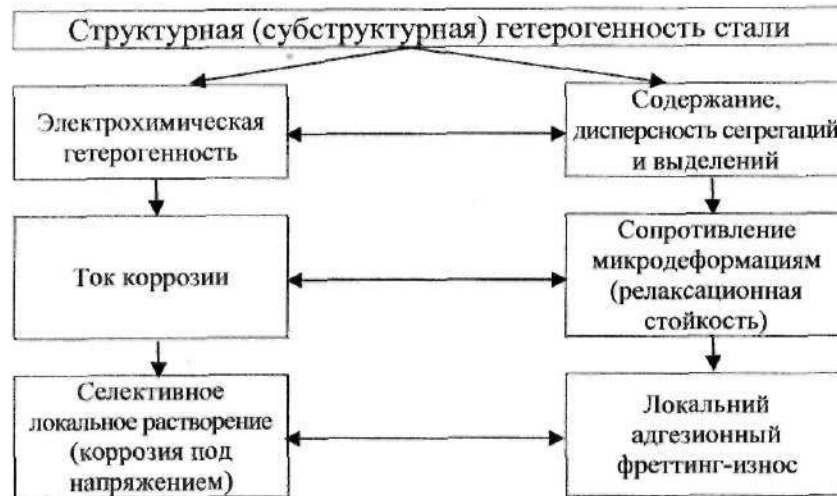 Структурная (субструктурная) гетерогенность стали
Электрохимическая
гетерогенность
Содержание,
дисперсность сегрегаций
и выделений
Ток коррозии
Сопротивление
микродеформациям
(релаксационная
стойкость)
Селективное
локальное растворение
(коррозия под
напряжением)
Локальний
адгезионный
фреттинг-износ